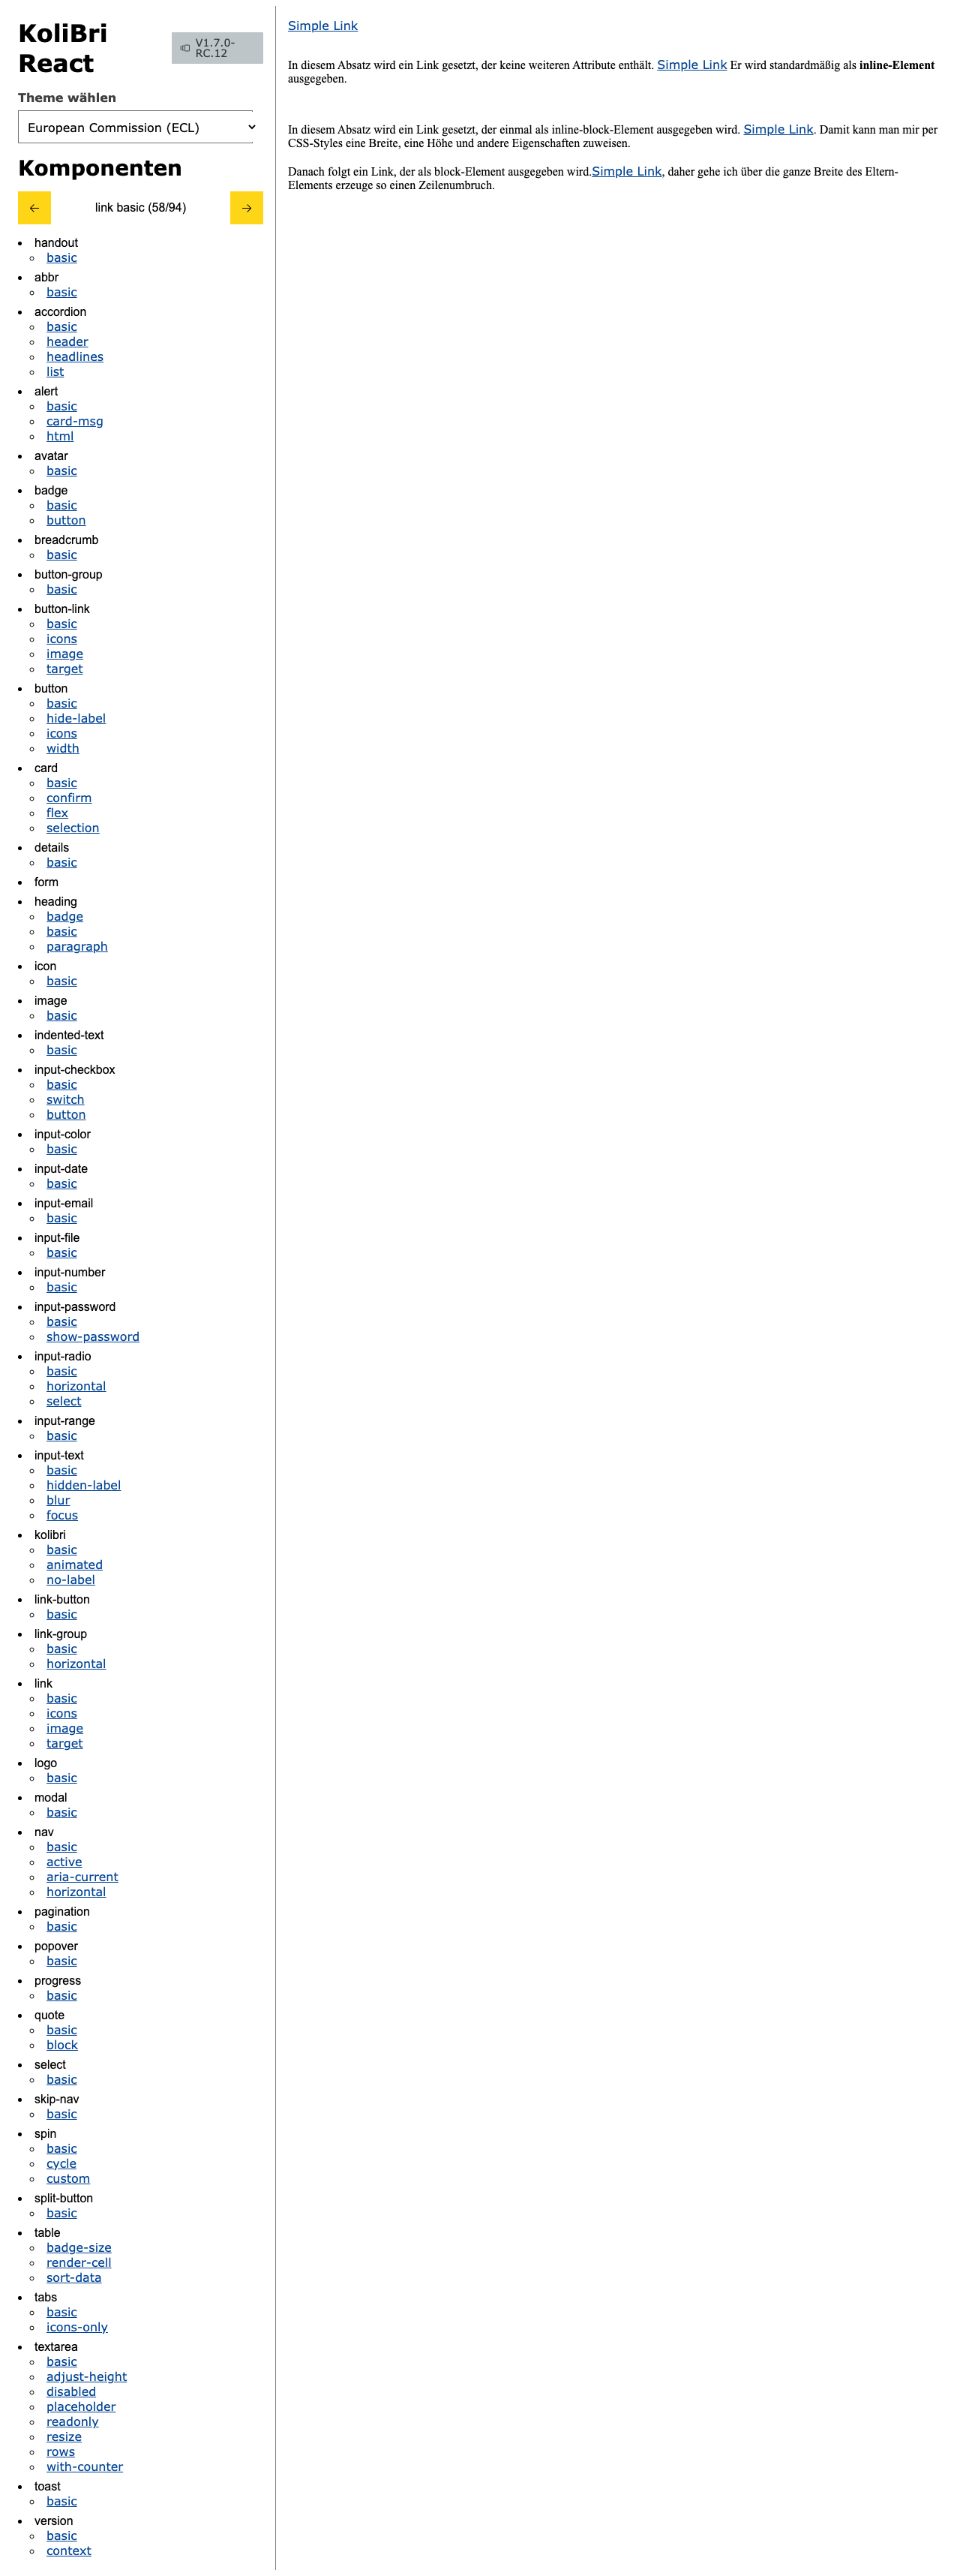 KoliBri
React
V1.7.0-
RC.12
Theme wählen
European Commission (ECL)
Komponenten
link basic (58/94)
handout
basic
abbr
basic
accordion
basic
header
headlines
list
alert
basic
card-msg
html
avatar
basic
badge
basic
button
breadcrumb
basic
button-group
basic
button-link
basic
icons
image
target
button
basic
hide-label
icons
width
card
basic
confirm
flex
selection
details
basic
form
heading
badge
basic
paragraph
icon
basic
image
basic
indented-text
basic
input-checkbox
basic
switch
button
input-color
basic
input-date
basic
input-email
basic
input-file
basic
input-number
basic
input-password
basic
show-password
input-radio
basic
horizontal
select
input-range
basic
input-text
basic
hidden-label
blur
focus
kolibri
basic
animated
no-label
link-button
basic
link-group
basic
horizontal
link
basic
icons
image
target
logo
basic
modal
basic
nav
basic
active
aria-current
horizontal
pagination
basic
popover
basic
progress
basic
quote
basic
block
select
basic
skip-nav
basic
spin
basic
cycle
custom
split-button
basic
table
badge-size
render-cell
sort-data
tabs
basic
icons-only
textarea
basic
adjust-height
disabled
placeholder
readonly
resize
rows
with-counter
toast
basic
version
basic
context
Simple Link
In diesem Absatz wird ein Link gesetzt, der keine weiteren Attribute enthält. Simple Link Er wird standardmäßig als inline-Element
ausgegeben.
In diesem Absatz wird ein Link gesetzt, der einmal als inline-block-Element ausgegeben wird. Simple Link. Damit kann man mir per
CSS-Styles eine Breite, eine Höhe und andere Eigenschaften zuweisen.
Danach folgt ein Link, der als block-Element ausgegeben wird.Simple Link, daher gehe ich über die ganze Breite des Eltern-
Elements erzeuge so einen Zeilenumbruch.